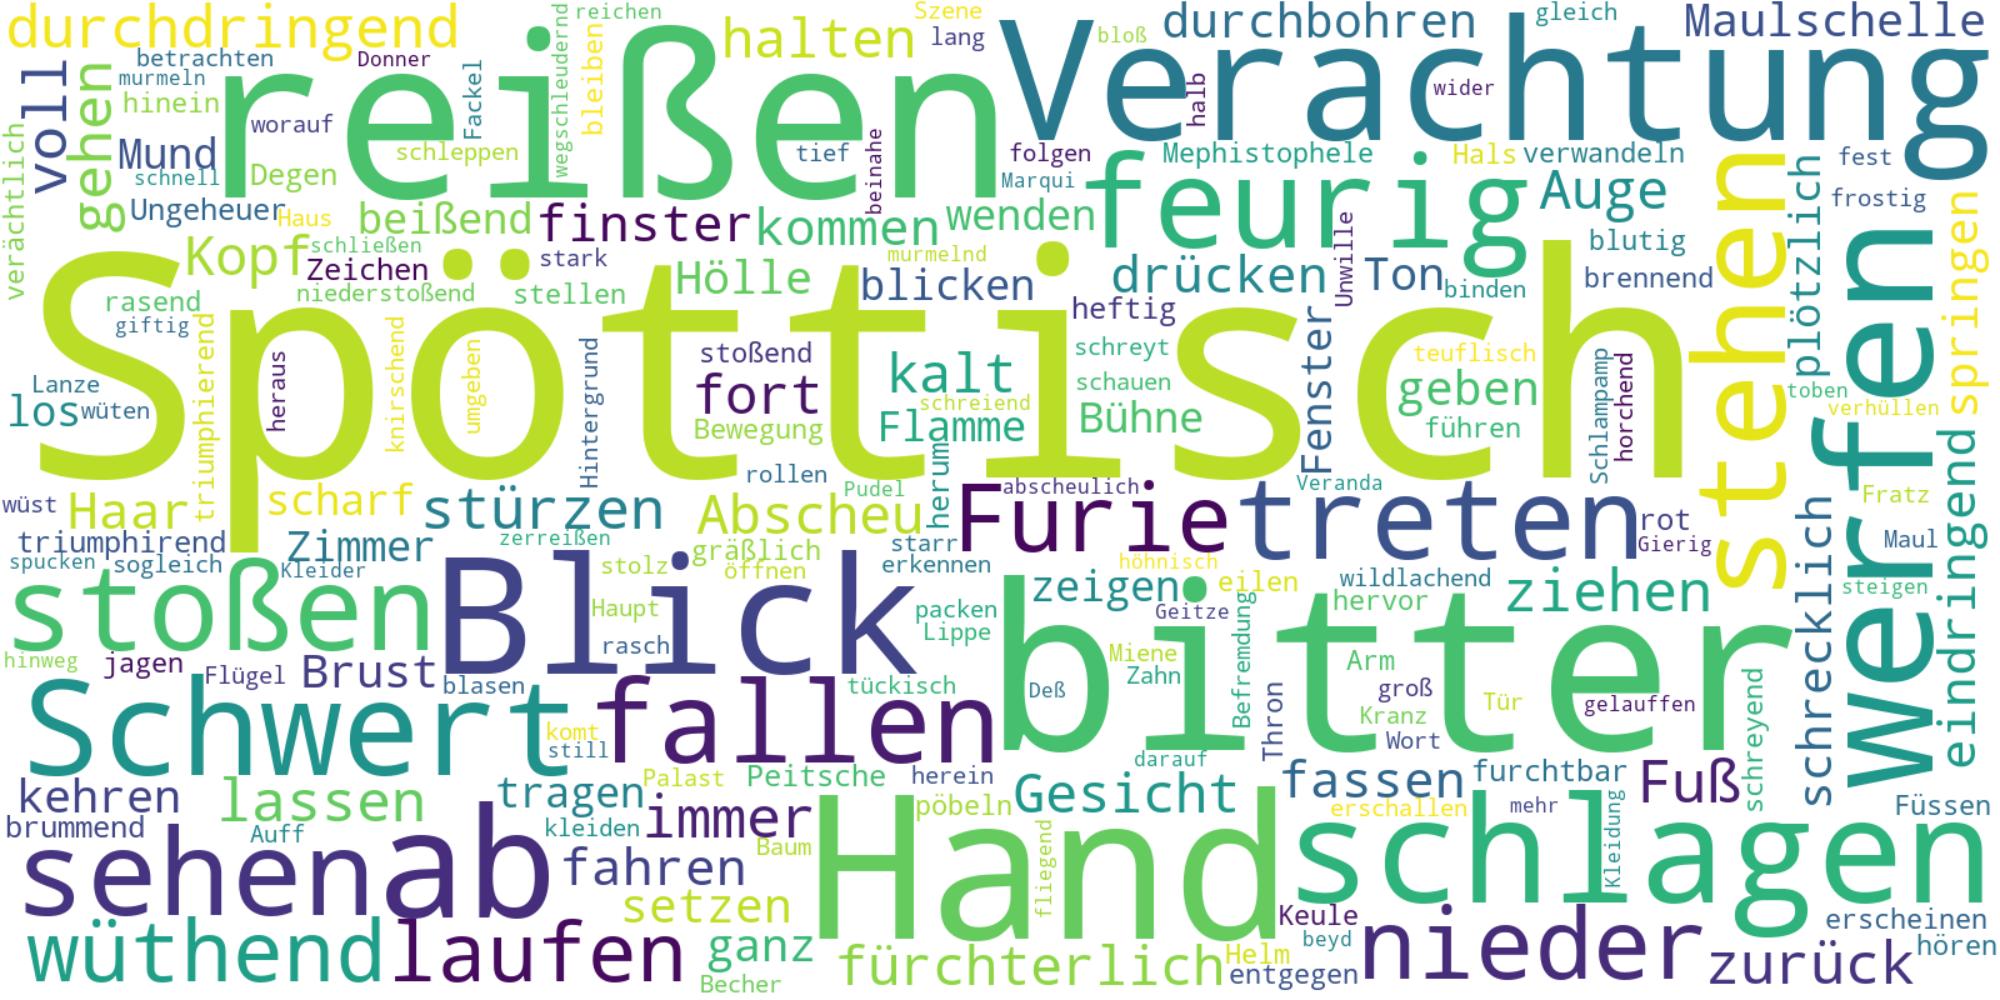 durchdringend
reichen
Szene
gleich
halten
lang
bloß
durchbohren
Maulschelle
betrachten
Donner
murmeln
hinein
worauf
voll
gehen
Fackel
wegschleudernd
bleiben
reißen
Verachtung
wider
halb
verächtlich
Mund
schnell
Degen
schleppen
tief
beinahe
folgen
Marqui
Mephistophele
Hals
verwandeln
fest
frostig
Ungeheuer
Haus
beißend
finster
kommen
wenden
feurig
Auge
stehen
plötzlich
springen
Kopf
schließen
Zeichen
stark
murmelnd
Unwille
blutig
brennend
niederstoßend
stellen
Hölle
blicken
drücken
Ton
binden
rasend
giftig
heftig
Spöttisch
triumphierend
heraus
knirschend
umgeben
Hintergrund
stoßend
fort
Bewegung
kalt
schreiend
Flamme
schreyt
schauen
Bühne
Fenster
teuflisch
geben
führen
Schlampamp
horchend
werfen
toben
verhüllen
Lanze
los
wüten
rollen
Pudel
herum
abscheulich
Veranda
wüst
Haar
scharf
stürzen
Abscheu
Furie
treten
rot
Gierig
Fratz
Maul
eindringend
triumphirend
Zimmer
zerreißen
gräßlich
öffnen
starr
erkennen
höhnisch
spucken
sogleich
Kleider
stolz
zeigen
eilen
wildlachend
ziehen
schrecklich
steigen
stoßen
Blick
Haupt
rasch
packen
Lippe
bitter
Geitze
hervor
Befremdung
Miene
Zahn
Arm
hinweg
jagen
Flügel
Brust
blasen
tückisch
Deß
groß
Kranz
Wort
Tür
gelauffen
schreyend
Schwert
komt
still
fallen
Thron
darauf
kehren
lassen
tragen
Palast
Peitsche
herein
Gesicht
fassen
furchtbar
Fuß
erschallen
mehr
Füssen
brummend
Auff
kleiden
immer
pöbeln
Kleidung
sehen
ab
fahren
Baum
Hand
fliegend
schlagen
setzen
Keule
beyd
erscheinen
hören
wüthend
laufen
ganz
Becher
fürchterlich
Helm
entgegen
nieder
zurück